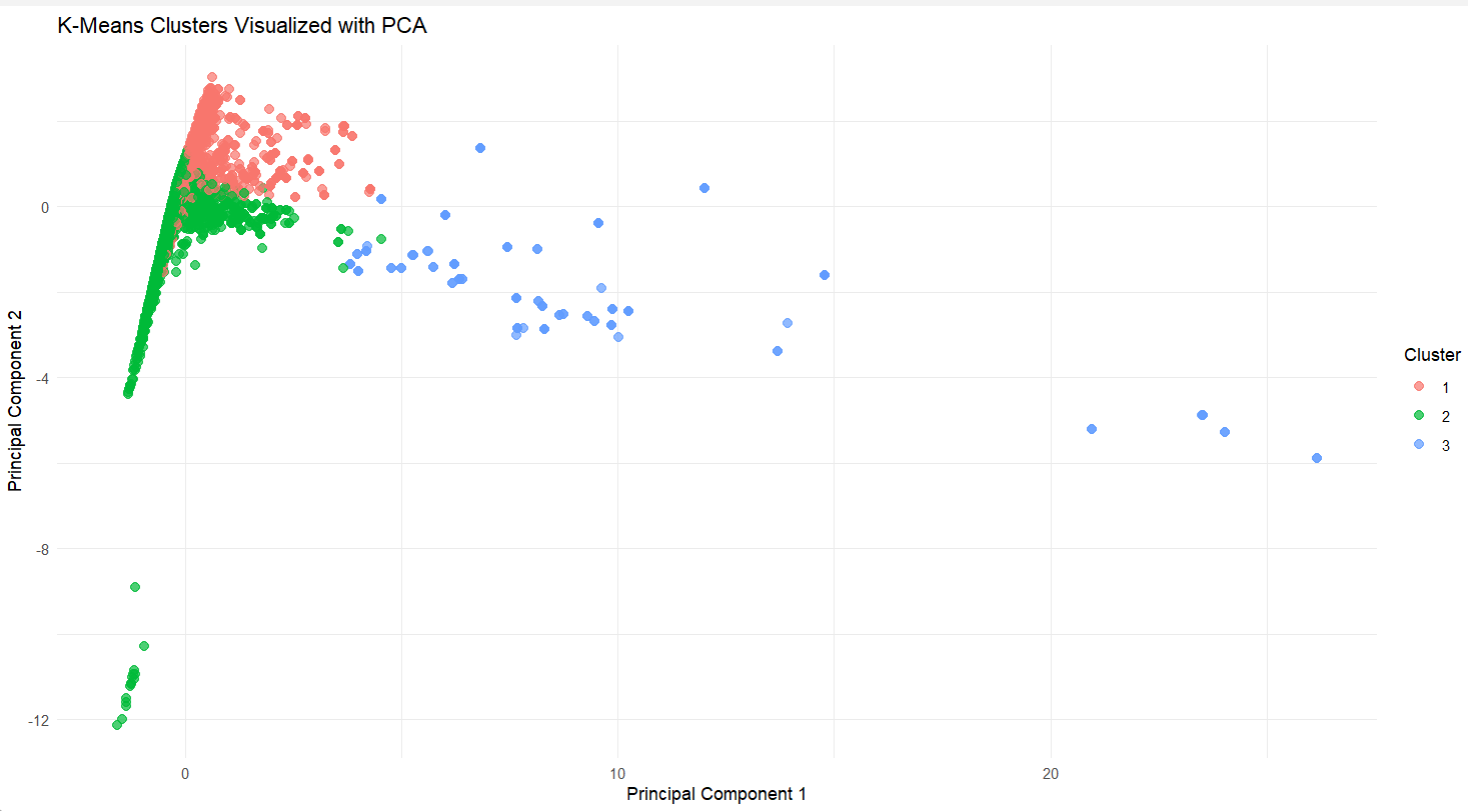 K-Means Clusters Visualized with PCA
Principal Component 2
0
-4
-8
-12
0
10
20
Principal Component 1
Cluster
1
2
3